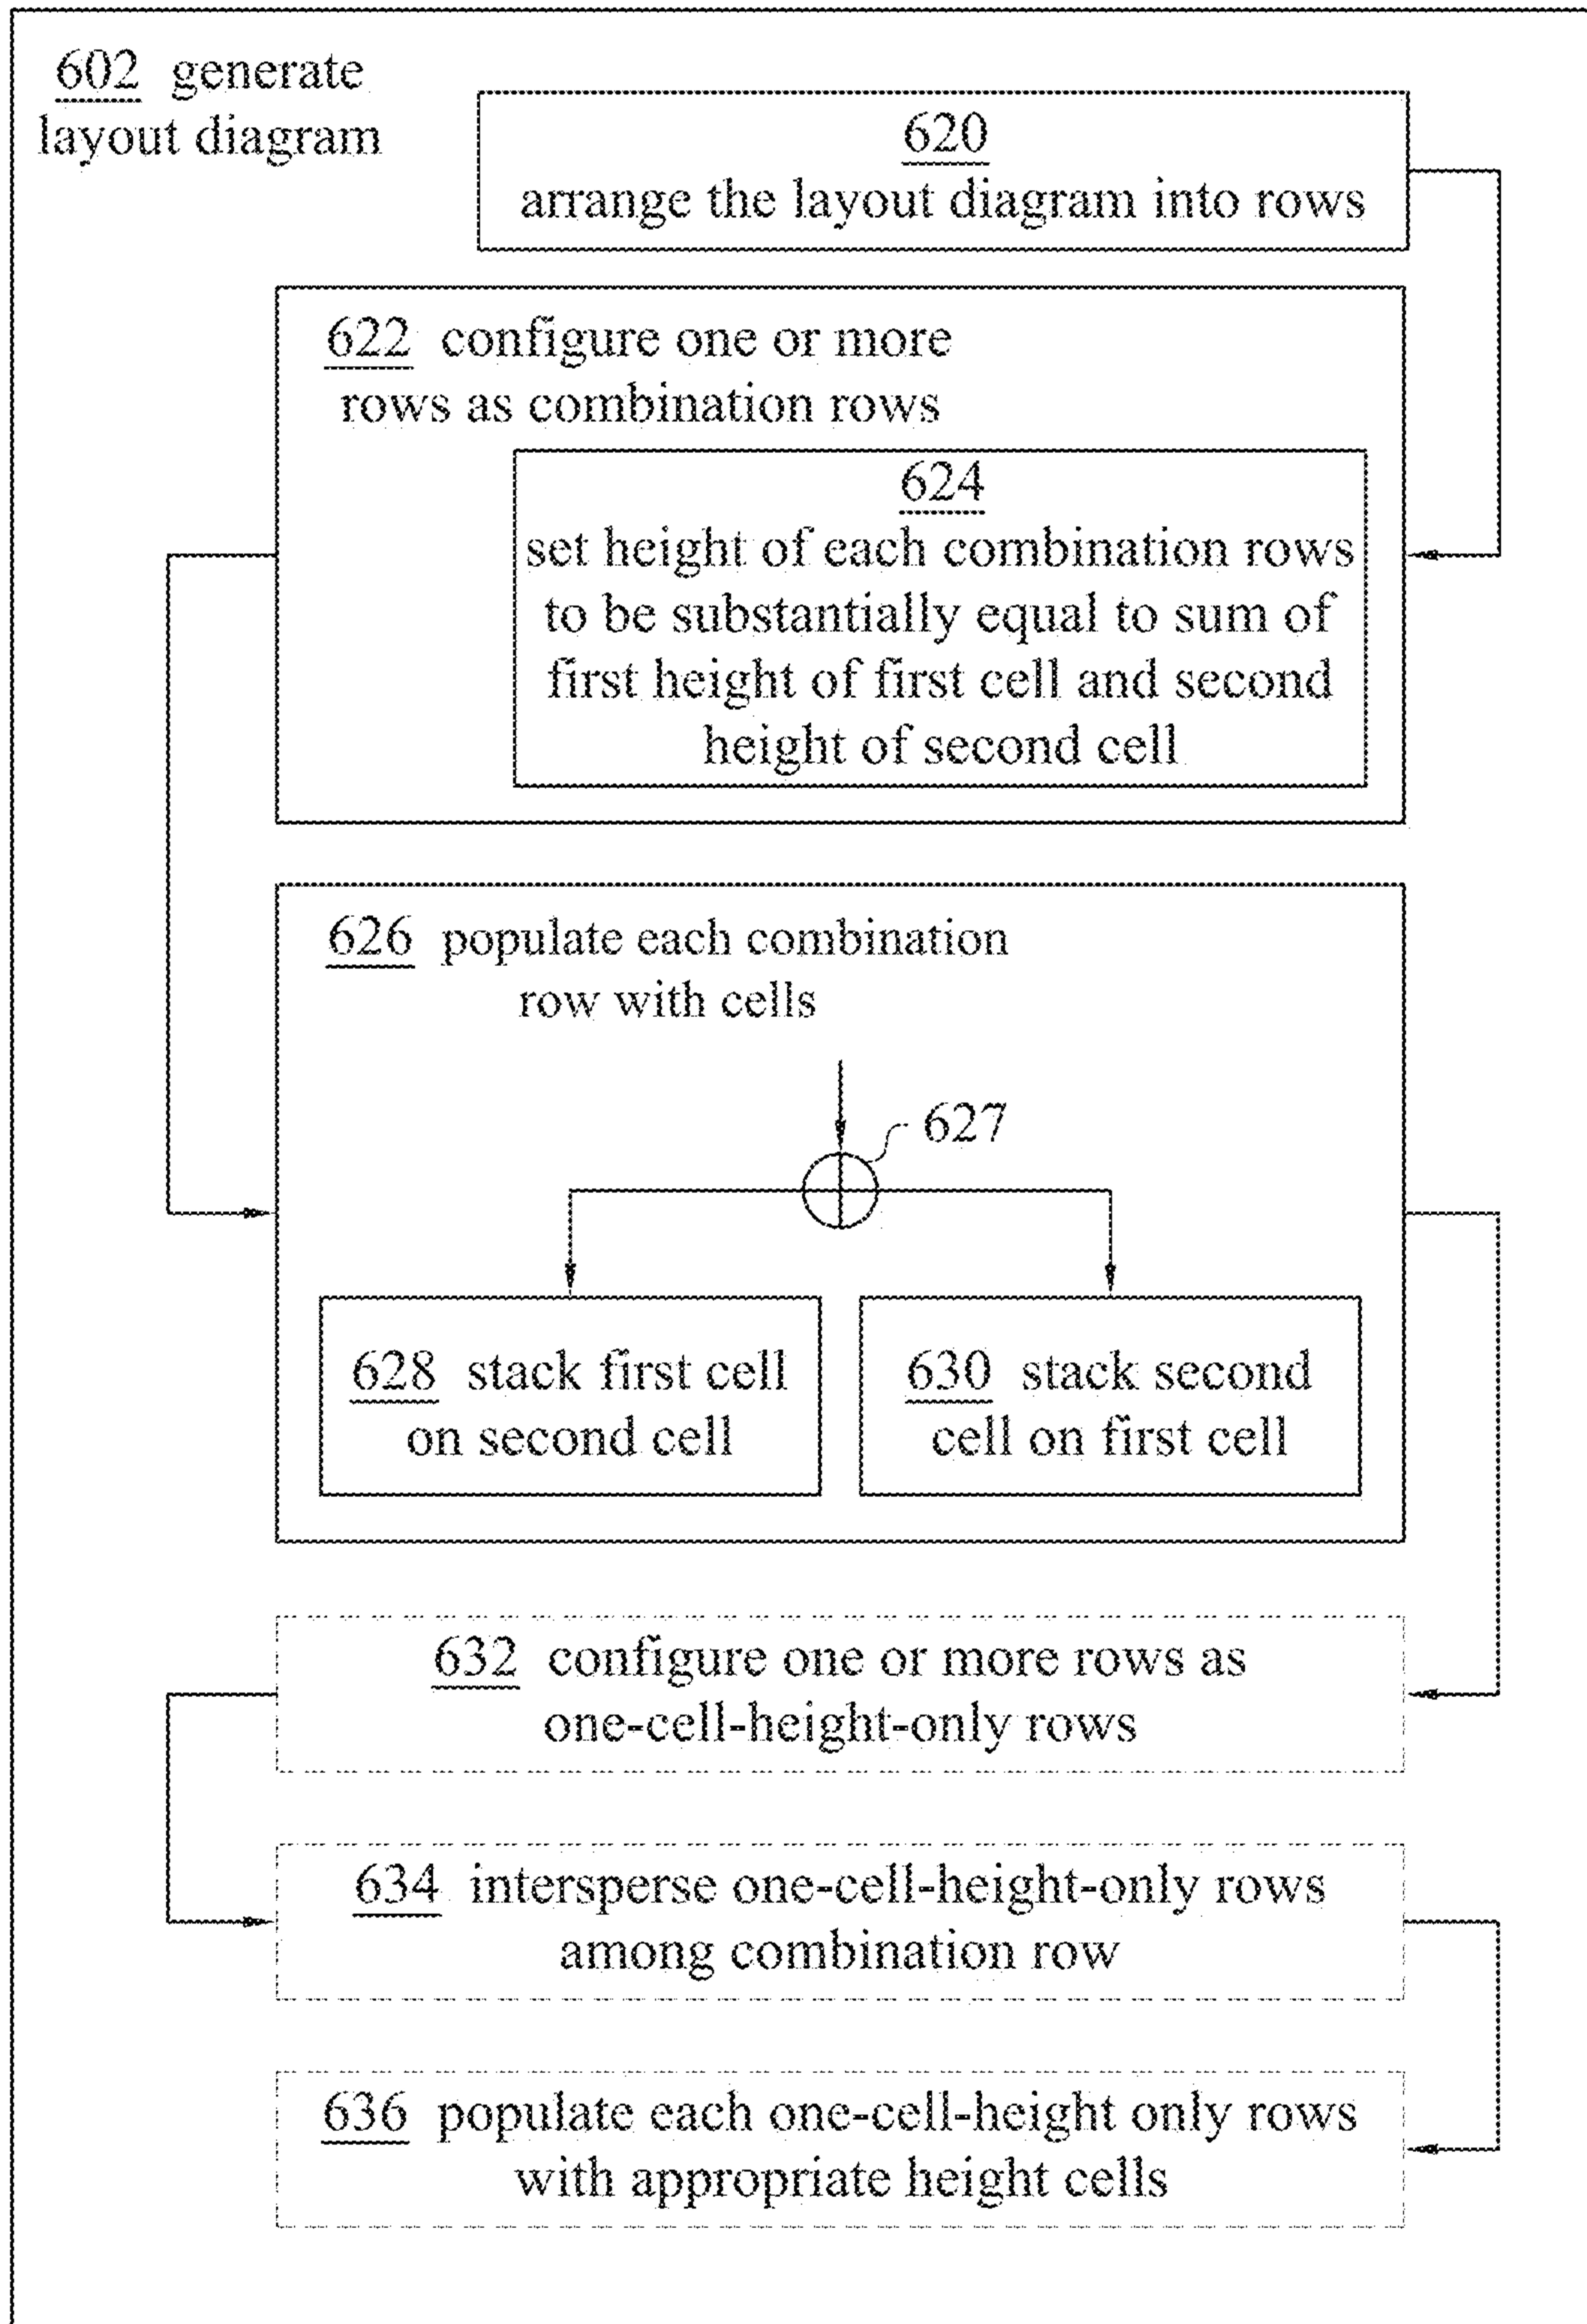 602 generate
layout diagram
620
arrange the layout diagram into rows
622 configure one or more
rows as combination rows
624
set height of each combination rows
to be substantially equal to sum of
first height of first cell and second
height of second cell
626 populate each combination
row with cells
627
628 stack first cell
on second cell
630 stack second
cell on first cell
632 configure one or more rows as
one-cell-height-only rows
634 intersperse one-cell-height-only rows
among combination row
636 populate each one-cell-height only rows
with appropriate height cells